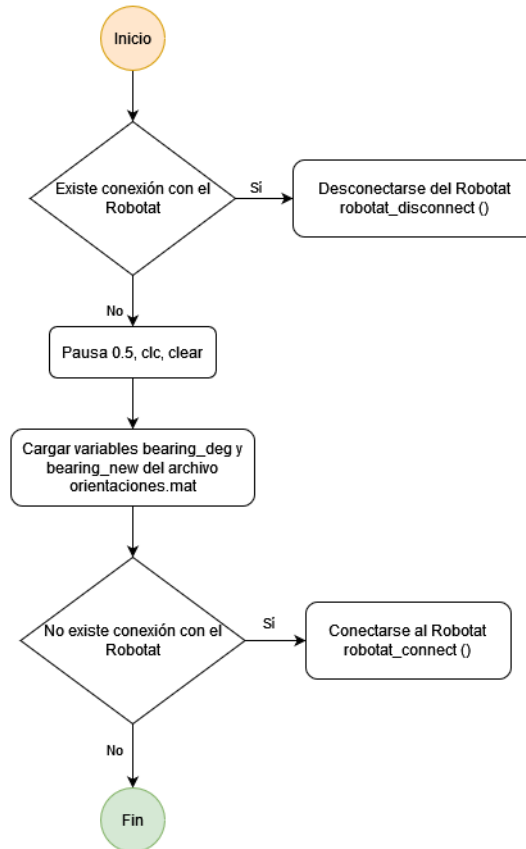 Inicio
Existe conexión con el
Robotat
Sí
Desconectarse del Robotat
robotat_disconnect ()
No
Pausa 0.5, clc, clear
Cargar variables bearing_deg y
bearing_new del archivo
orientaciones.mat
No existe conexión con el
Robotat
Sí
Conectarse al Robotat
robotat_connect ()
No
Fin